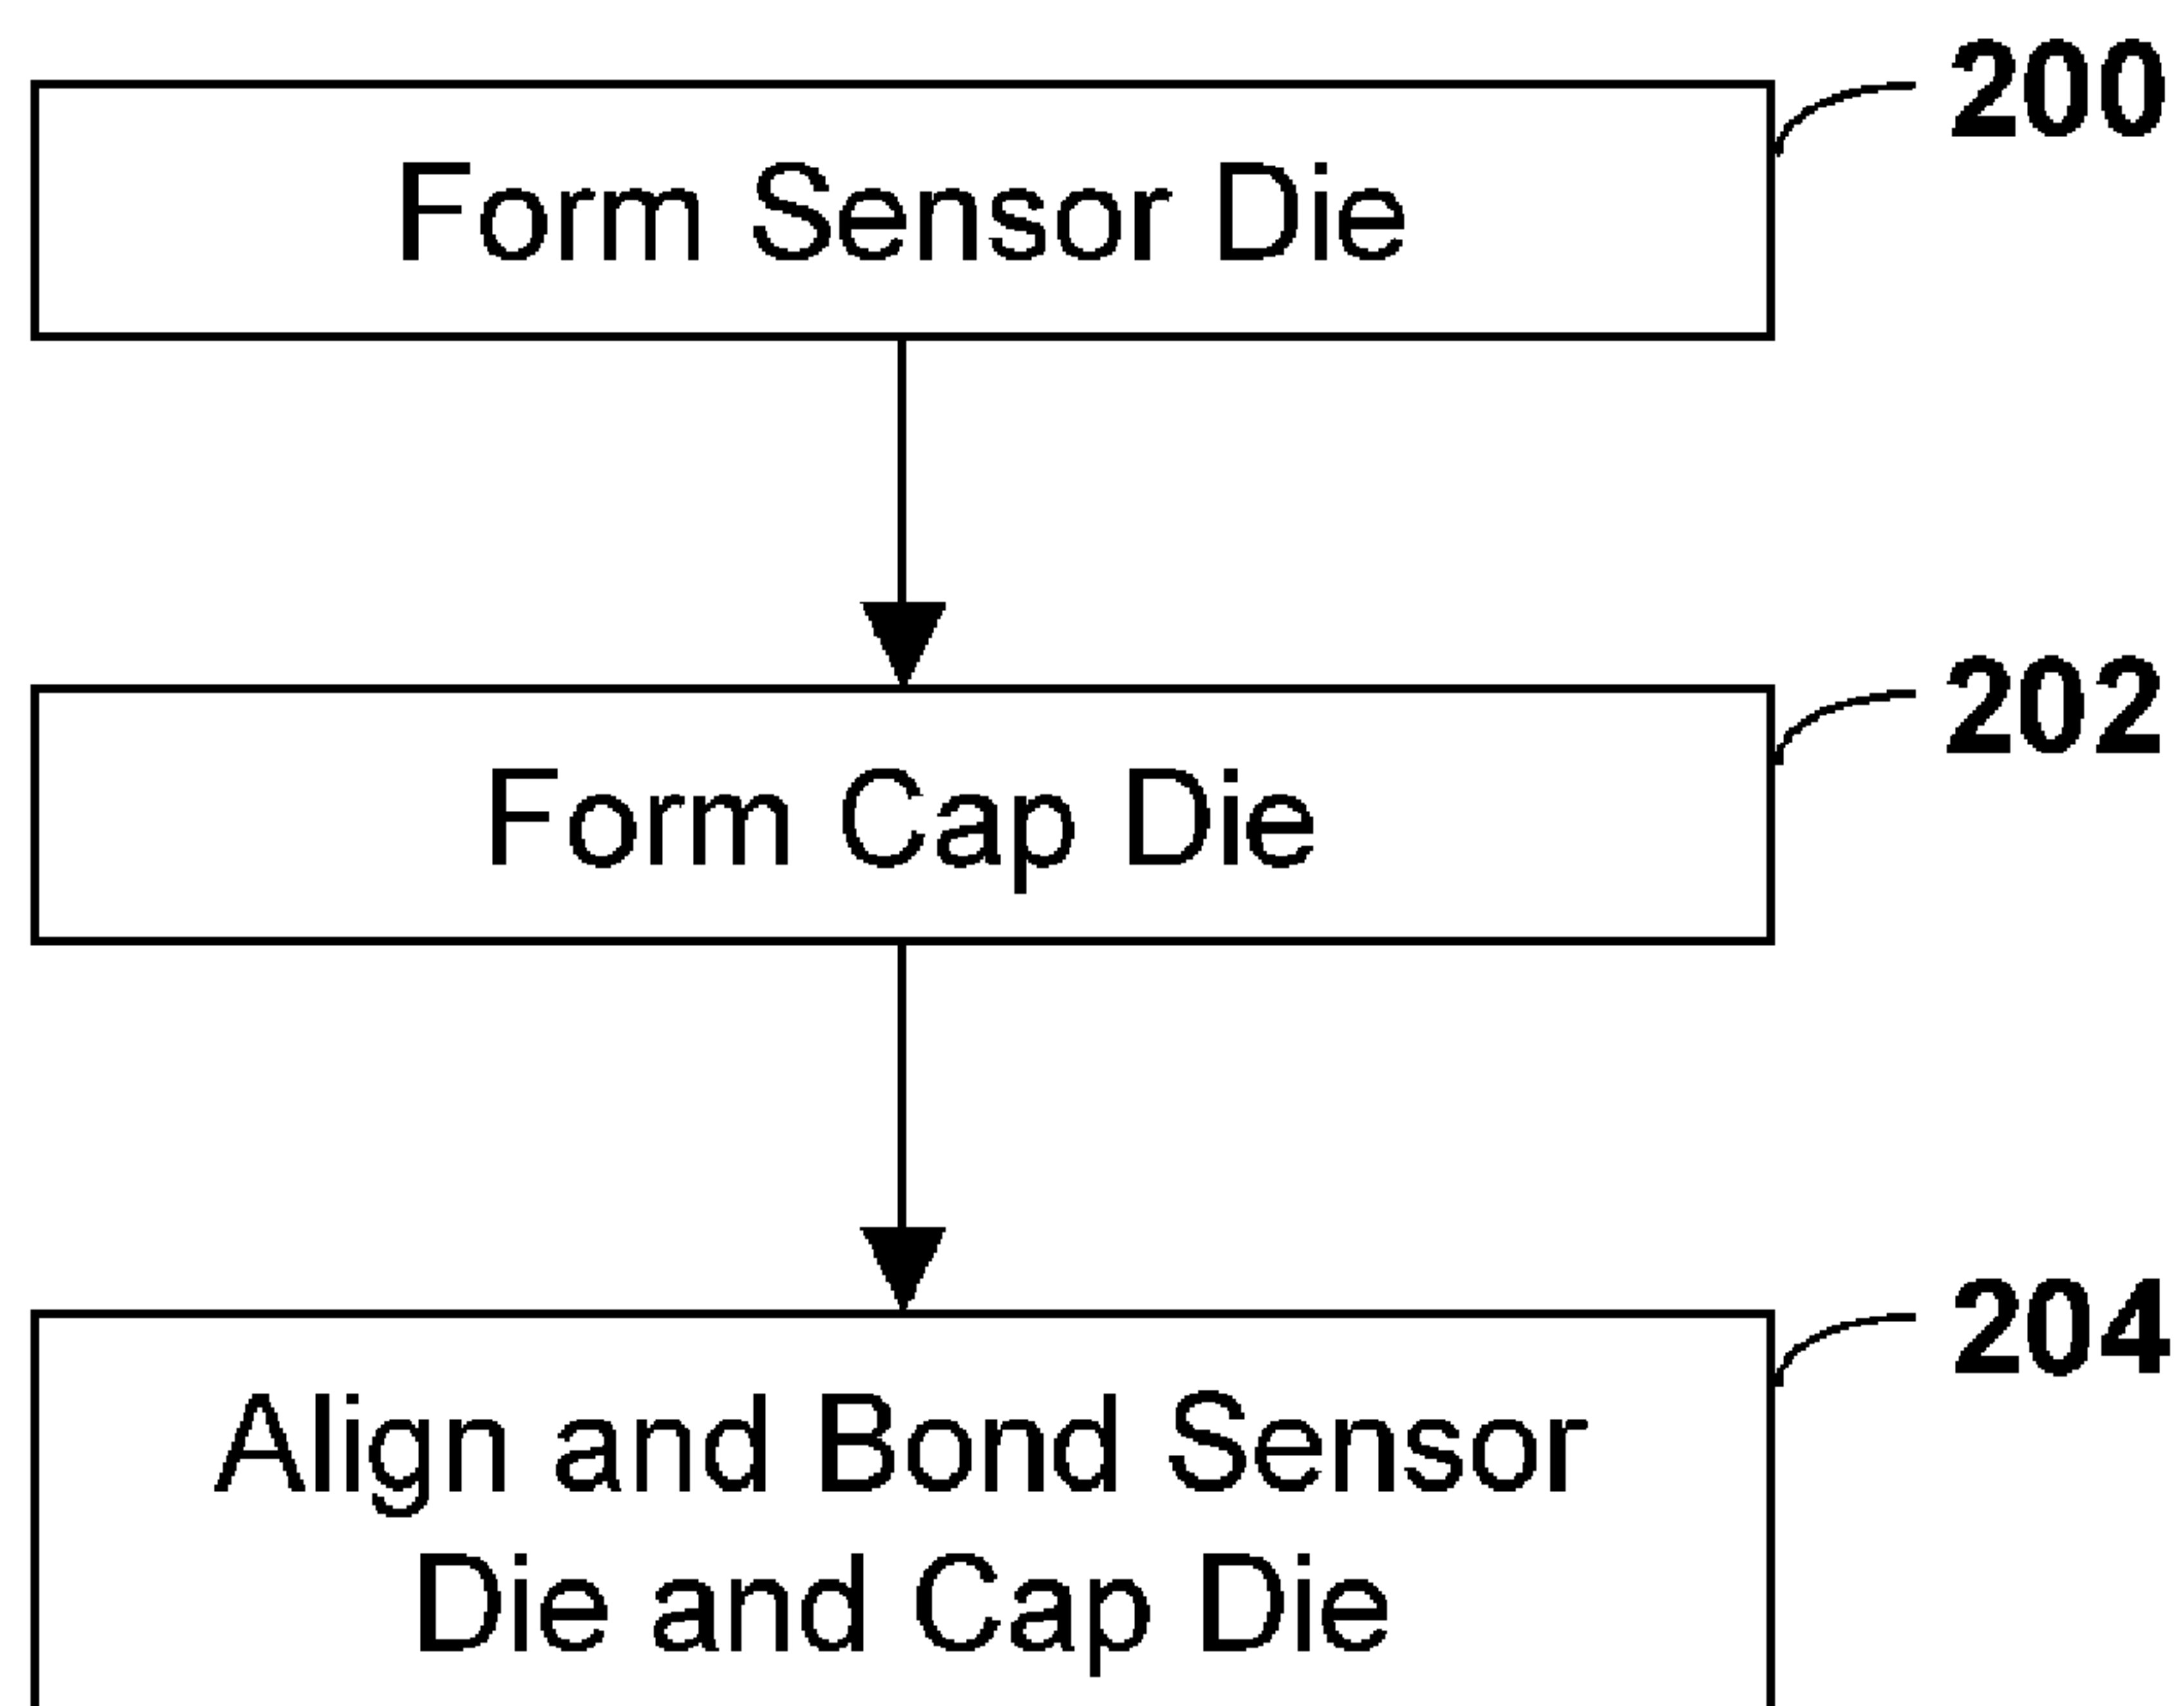 200
Form Sensor Die
202
Form Cap Die
204
Align and Bond Sensor
Die and Cap Die